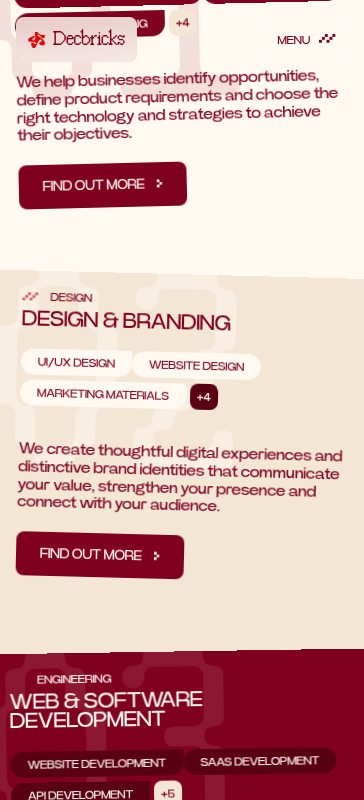 NG
+4
Decbricks
MENU
We help businesses identify opportunities,
define product requirements and choose the
right technology and strategies to achieve
their objectives.
FIND OUT MORE
DESIGN
DESIGN & BRANDING
UI/UX DESIGN
WEBSITE DESIGN
MARKETING MATERIALS
+4
We create thoughtful digital experiences and
distinctive brand identities that communicate
your value, strengthen your presence and
connect with your audience.
FIND OUT MORE
ENGINEERING
WEB & SOFTWARE
DEVELOPMENT
WEBSITE DEVELOPMENT
SAAS DEVELOPMENT
API DEVELOPMENT
+5